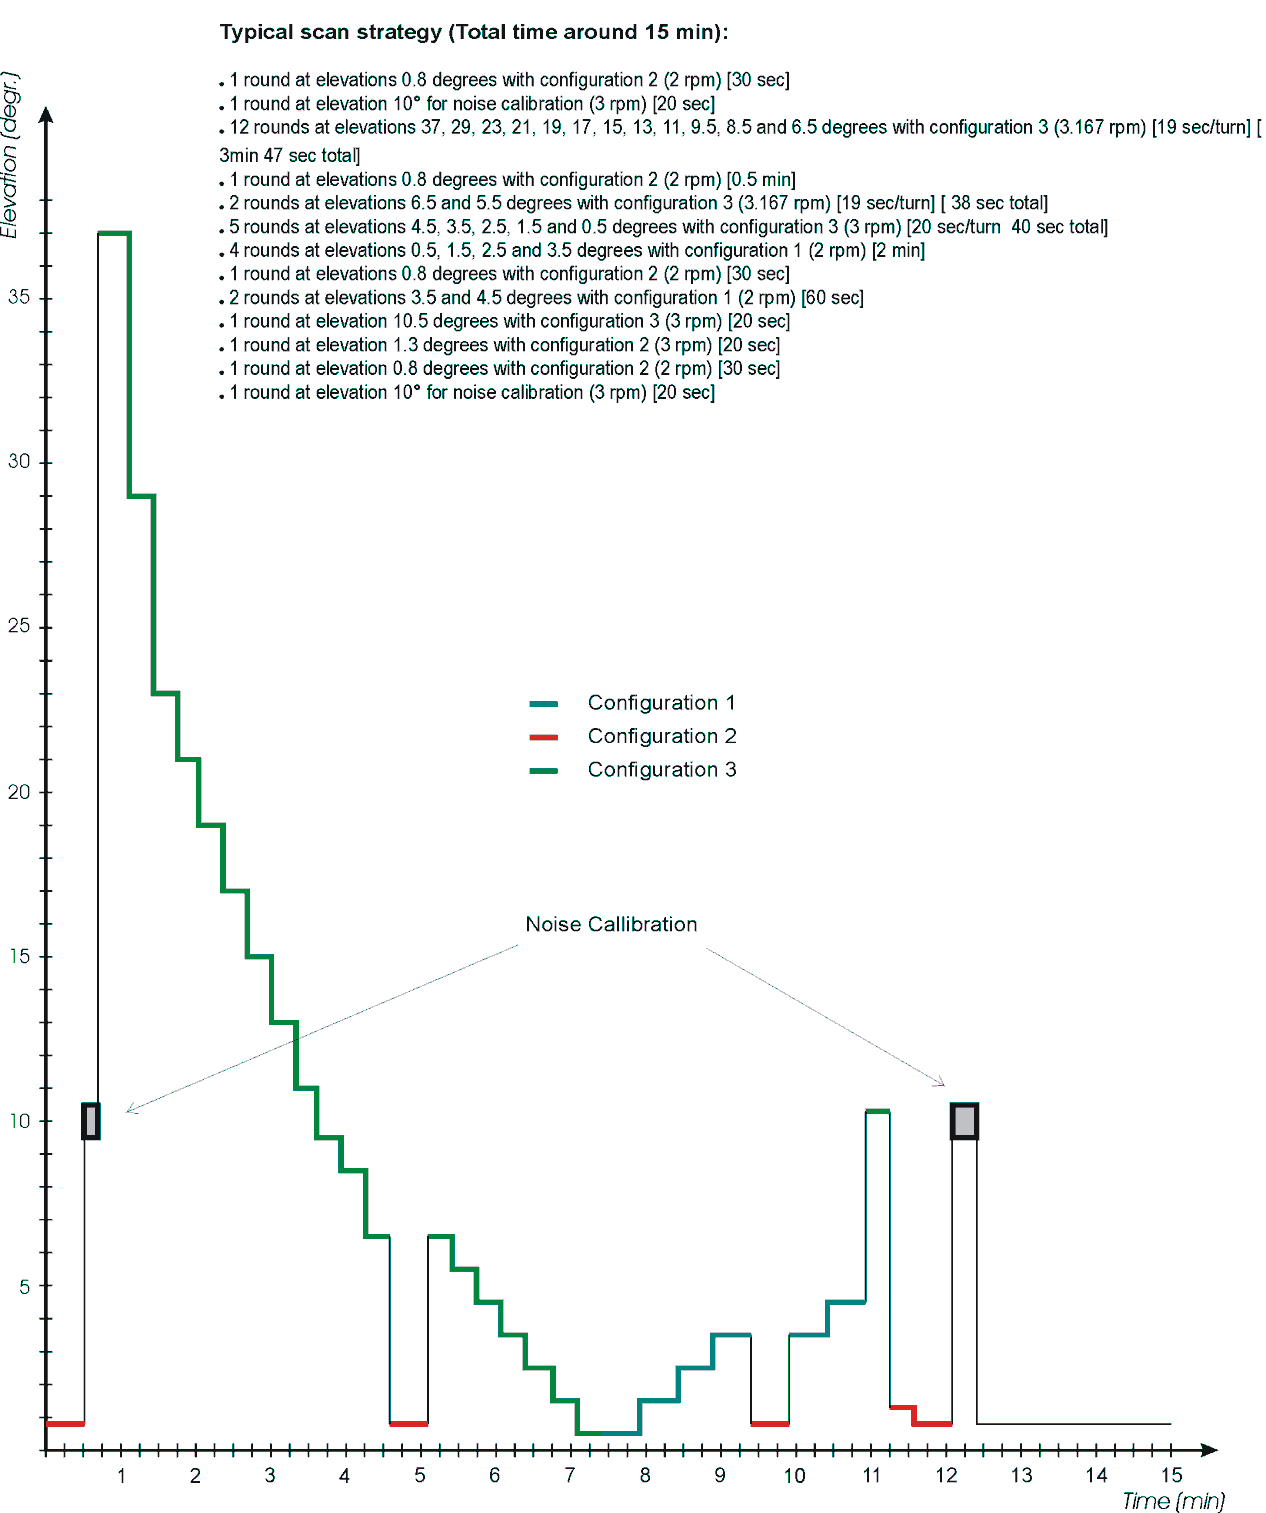 Typical scan strategy (Total time around 15 min):
. 1 round at elevations 0.8 degrees with configuration 2 (2 rpm) [30 sec]
. 1 round at elevation 10° for noise calibration (3 rpm) [20 sec]
. 12 rounds at elevations 37, 29, 23, 21, 19, 17, 15, 13, 11, 9.5, 8.5 and 6.5 degrees with configuration 3 (3.167 rpm) [19 sec/turn] [
3min 47 sec total]
. 1 round at elevations 0.8 degrees with configuration 2 (2 rpm) [0.5 min]
. 2 rounds at elevations 6.5 and 5.5 degrees with configuration 3 (3.167 rpm) [19 sec/turn] [ 38 sec total]
. 5 rounds at elevations 4.5, 3.5, 2.5, 1.5 and 0.5 degrees with configuration 3 (3 rpm) [20 sec/turn  40 sec total]
. 4 rounds at elevations 0.5, 1.5, 2.5 and 3.5 degrees with configuration 1 (2 rpm) [2 min]
. 1 round at elevations 0.8 degrees with configuration 2 (2 rpm) [30 sec]
. 2 rounds at elevations 3.5 and 4.5 degrees with configuration 1 (2 rpm) [60 sec]
. 1 round at elevation 10.5 degrees with configuration 3 (3 rpm) [20 sec]
. 1 round at elevation 1.3 degrees with configuration 2 (3 rpm) [20 sec]
. 1 round at elevation 0.8 degrees with configuration 2 (2 rpm) [30 sec]
. 1 round at elevation 10° for noise calibration (3 rpm) [20 sec]
Elevation (degr.)
35
30
25
20
15
10
5
Configuration 1
Configuration 2
Configuration 3
Noise Callibration
1 2 3 4 5 6 7 8 9 10 11 12 13 14 15
Time (min)